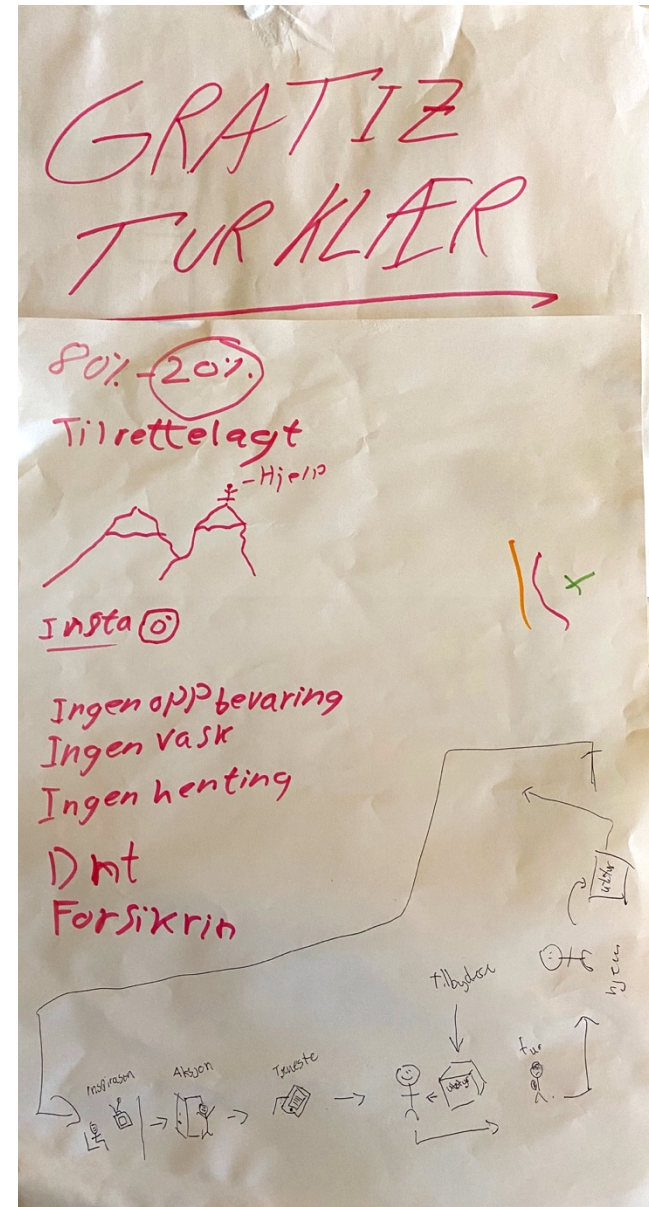 GRATIZ
TURKLÆR
80%-20%
Tilrettelagt
-Hjelp
Insta
Ingen oppbevaring
Ingen vask
Ingen henting
Dnt
Forsikrin
hjem
Tilbyder
tur
Inspirason
Aksjon
Tjeneste